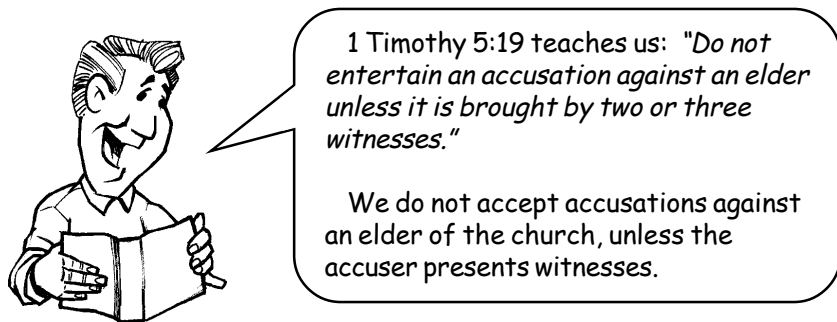 1 Timothy 5:19 teaches us: "Do not
entertain an accusation against an elder
unless it is brought by two or three
witnesses."
We do not accept accusations against
an elder of the church, unless the
accuser presents witnesses.